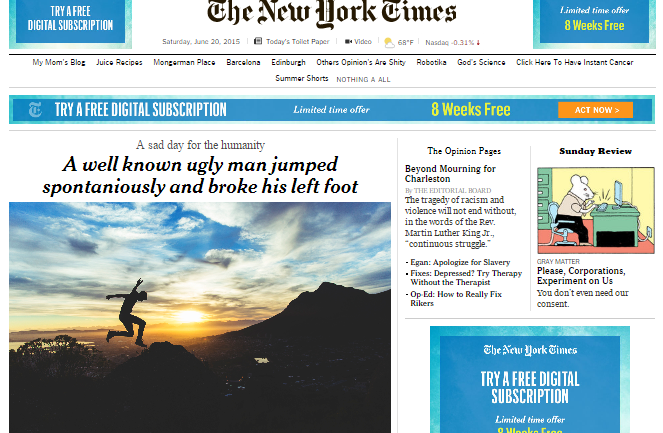 TRY A FREE
DIGITAL SUBSCRIPTION
The New York Times
Limited time offer
8 Weeks Free
Saturday, June 20, 2015
Today's Toilet Paper
Video
68°F
Nasdaq -0.31% ↓
My Mom's Blog Juice Recipes Mongerman Place Barcelona Edinburgh Others Opinion's Are Shity Robotika God's Science Click Here To Have Instant Cancer
Summer Shorts NOTHING A ALL
TRY A FREE DIGITAL SUBSCRIPTION Limited time offer 8 Weeks Free ACT NOW >
A sad day for the humanity
A well known ugly man jumped
spontaniously and broke his left foot
The Opinion Pages
Beyond Mourning for
Charleston
By THE EDITORIAL BOARD
The tragedy of racism and
violence will not end without,
in the words of the Rev.
Martin Luther King Jr.,
“continuous struggle.”
• Egan: Apologize for Slavery
• Fixes: Depressed? Try Therapy
Without the Therapist
• Op-Ed: How to Really Fix
Rikers
Sunday Review
GRAY MATTER
Please, Corporations,
Experiment on Us
You don’t even need our
consent.
The New York Times
TRY A FREE DIGITAL
SUBSCRIPTION
Limited time offer
8 Weeks Free